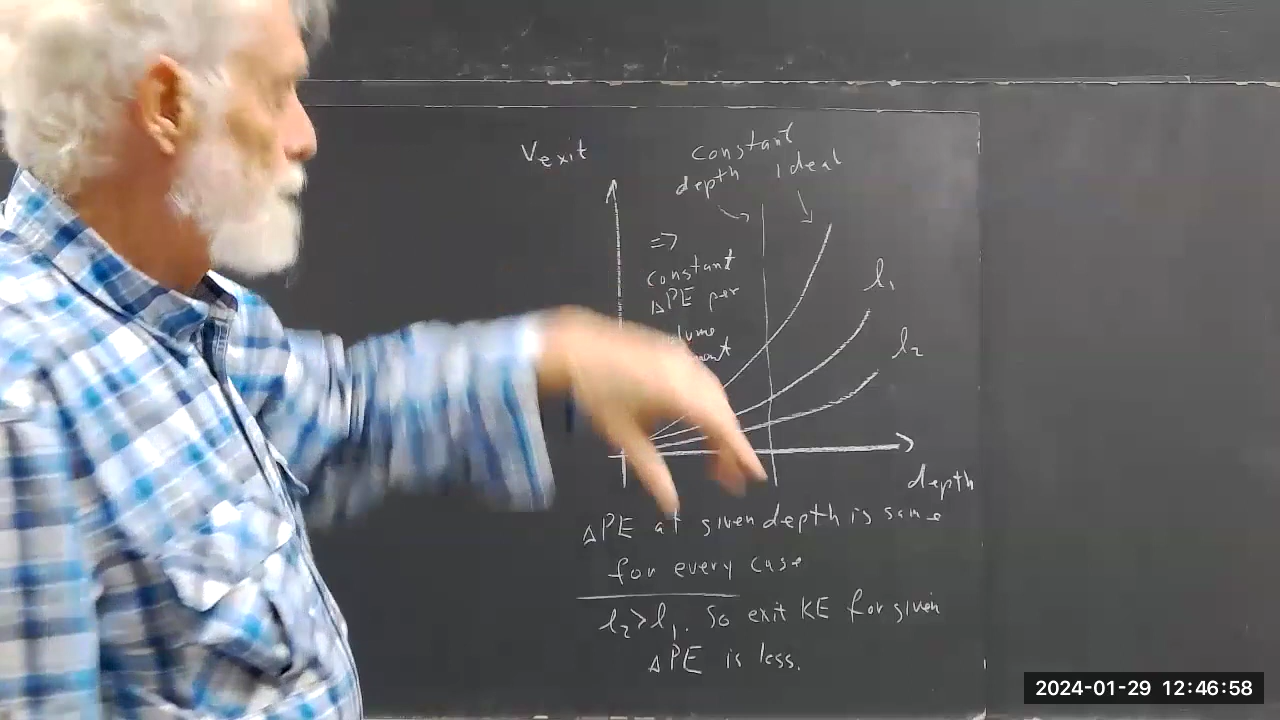 Vexit
constant
depth
ideal
=>
constant
ΔPE per
l₁
l₂
depth
ΔPE at given depth is same
for every case
l₂>l₁. So exit KE for given
ΔPE is less.
2024-01-29 12:46:58